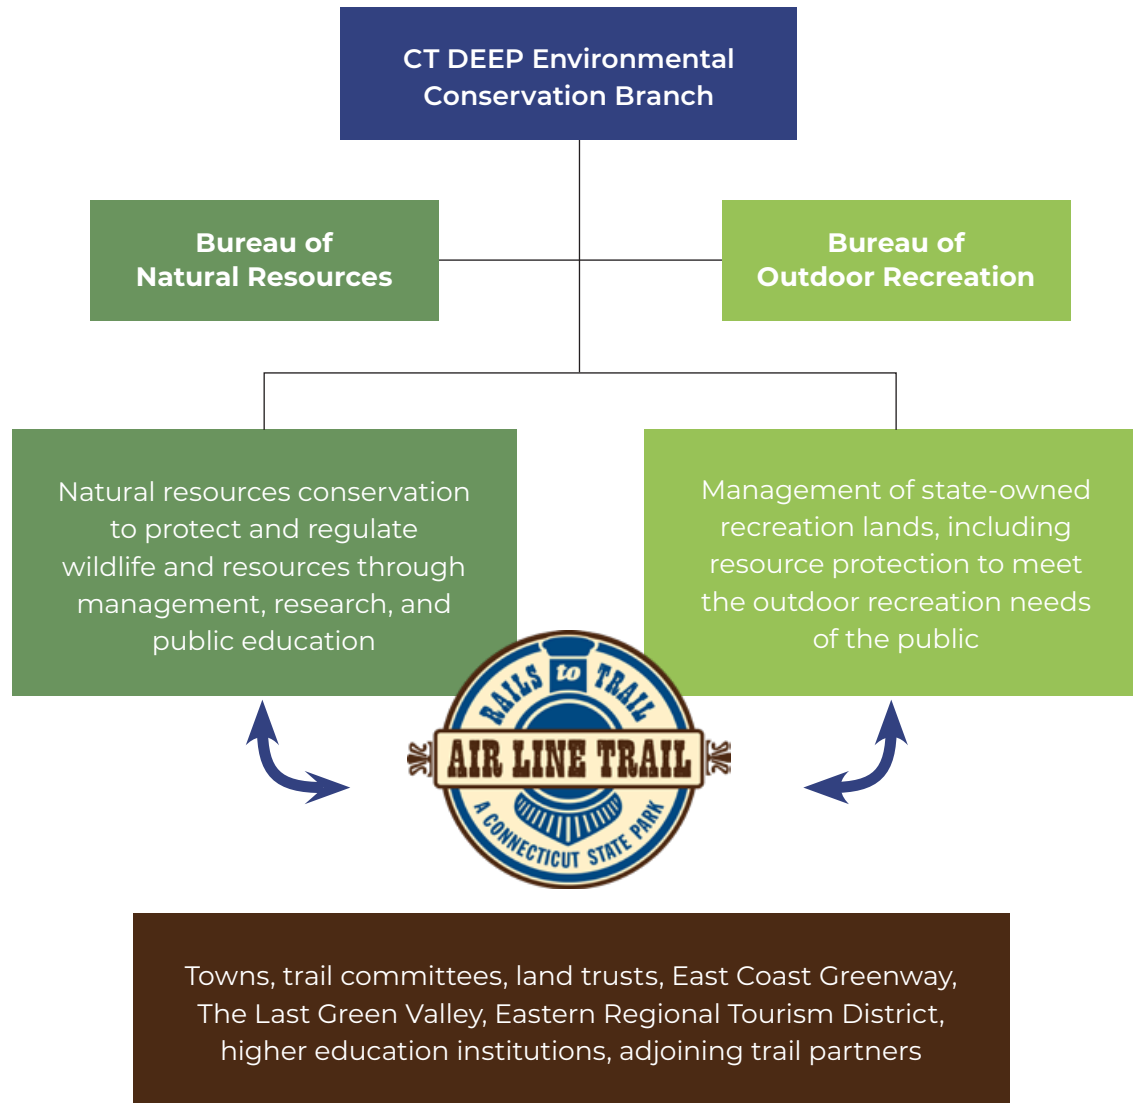 CT DEEP Environmental
Conservation Branch
Bureau of
Natural Resources
Bureau of
Outdoor Recreation
Natural resources conservation
to protect and regulate
wildlife and resources through
management, research, and
public education
Management of state-owned
recreation lands, including
resource protection to meet
the outdoor recreation needs
of the public
RAILS to TRAIL
AIR LINE TRAIL
A CONNECTICUT STATE PARK
Towns, trail committees, land trusts, East Coast Greenway,
The Last Green Valley, Eastern Regional Tourism District,
higher education institutions, adjoining trail partners